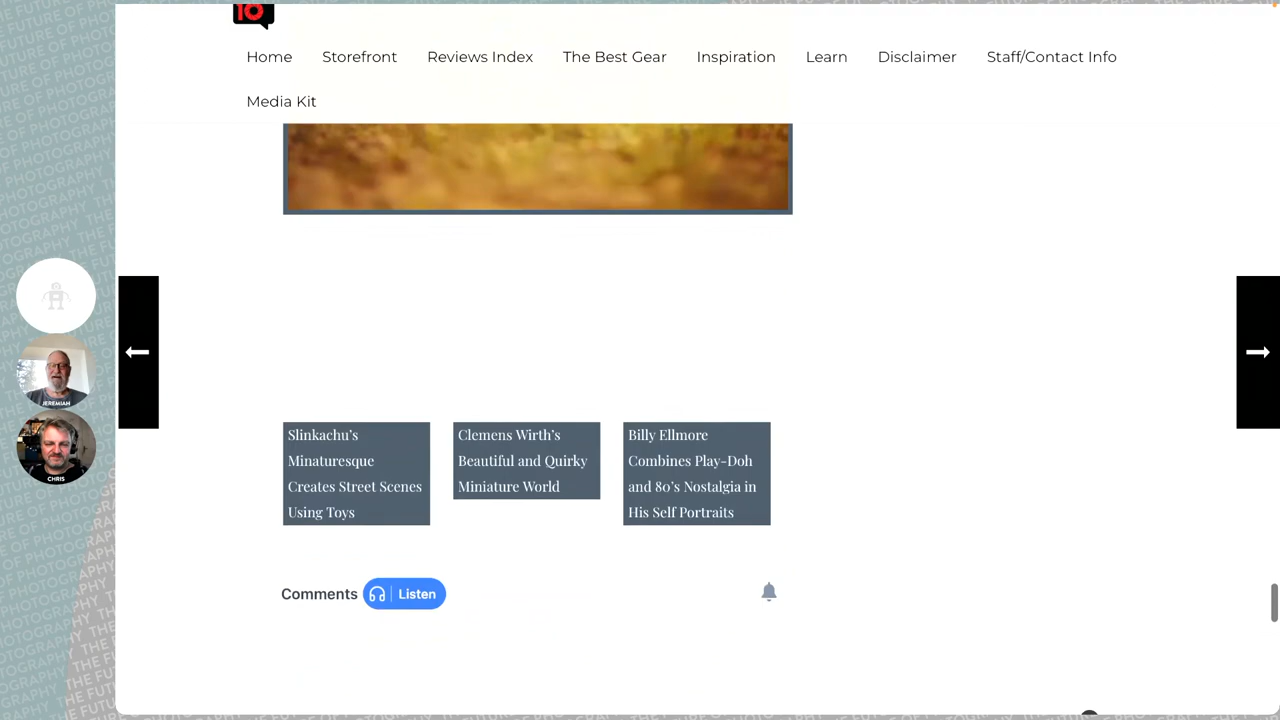 10
Home Storefront Reviews Index The Best Gear Inspiration Learn Disclaimer Staff/Contact Info
Media Kit
JEREMIAH
CHRIS
Slinkachu's
Minaturesque
Creates Street Scenes
Using Toys
Clemens Wirth's
Beautiful and Quirky
Miniature World
Billy Ellmore
Combines Play-Doh
and 80's Nostalgia in
His Self Portraits
Comments Listen